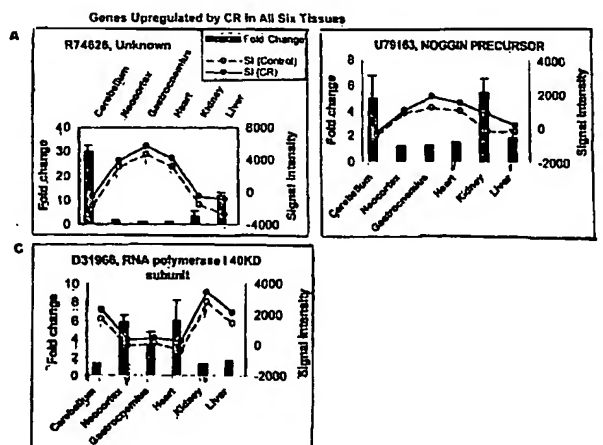 Genes Upregulated by CR In All Six Tissues
A
R74626, Unknown
Fold Change
SI (Control)
SI (CR)
Cerebellum
Neocortex
Gastrocnemius
Heart
Kidney
Liver
40
30
20
10
0
Fold change
8000
4000
0
-4000
Signal Intensity
U79163, NOGGIN PRECURSOR
8
6
4
2
0
Fold change
4000
2000
0
-2000
Signal Intensity
Cerebellum
Neocortex
Gastrocnemius
Heart
Kidney
Liver
C
D31966, RNA polymerase I 40KD
subunit
10
8
6
4
2
0
Fold change
4000
2000
0
-2000
Signal Intensity
Cerebellum
Neocortex
Gastrocnemius
Heart
Kidney
Liver